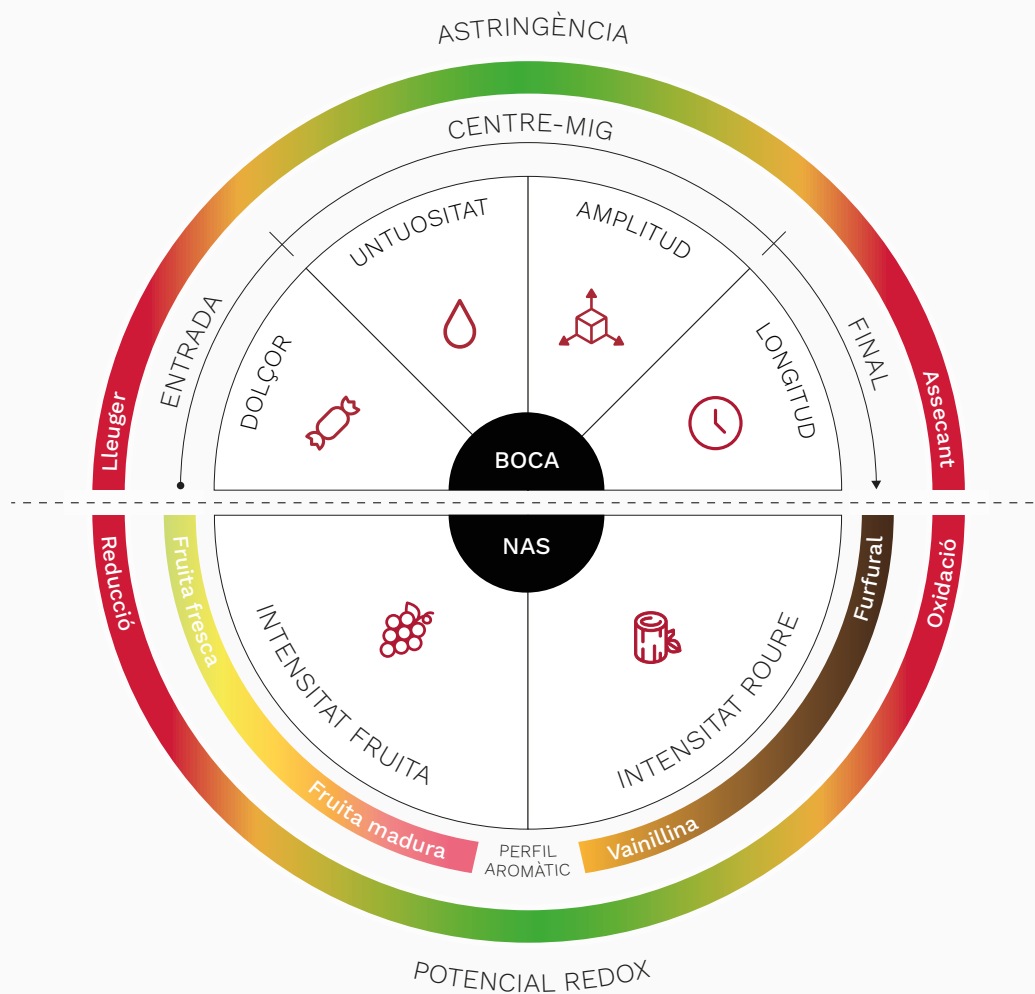 ASTRINGÈNCIA
CENTRE-MIG
ENTRADA
FINAL
UNTUOSITAT
AMPLITUD
DOLÇOR
LONGITUD
Lleuger
Assecant
BOCA
NAS
Reducció
Fruita fresca
Furfural
Oxidació
INTENSITAT FRUITA
INTENSITAT ROURE
Fruita madura
Vainillina
PERFIL
AROMÀTIC
POTENCIAL REDOX